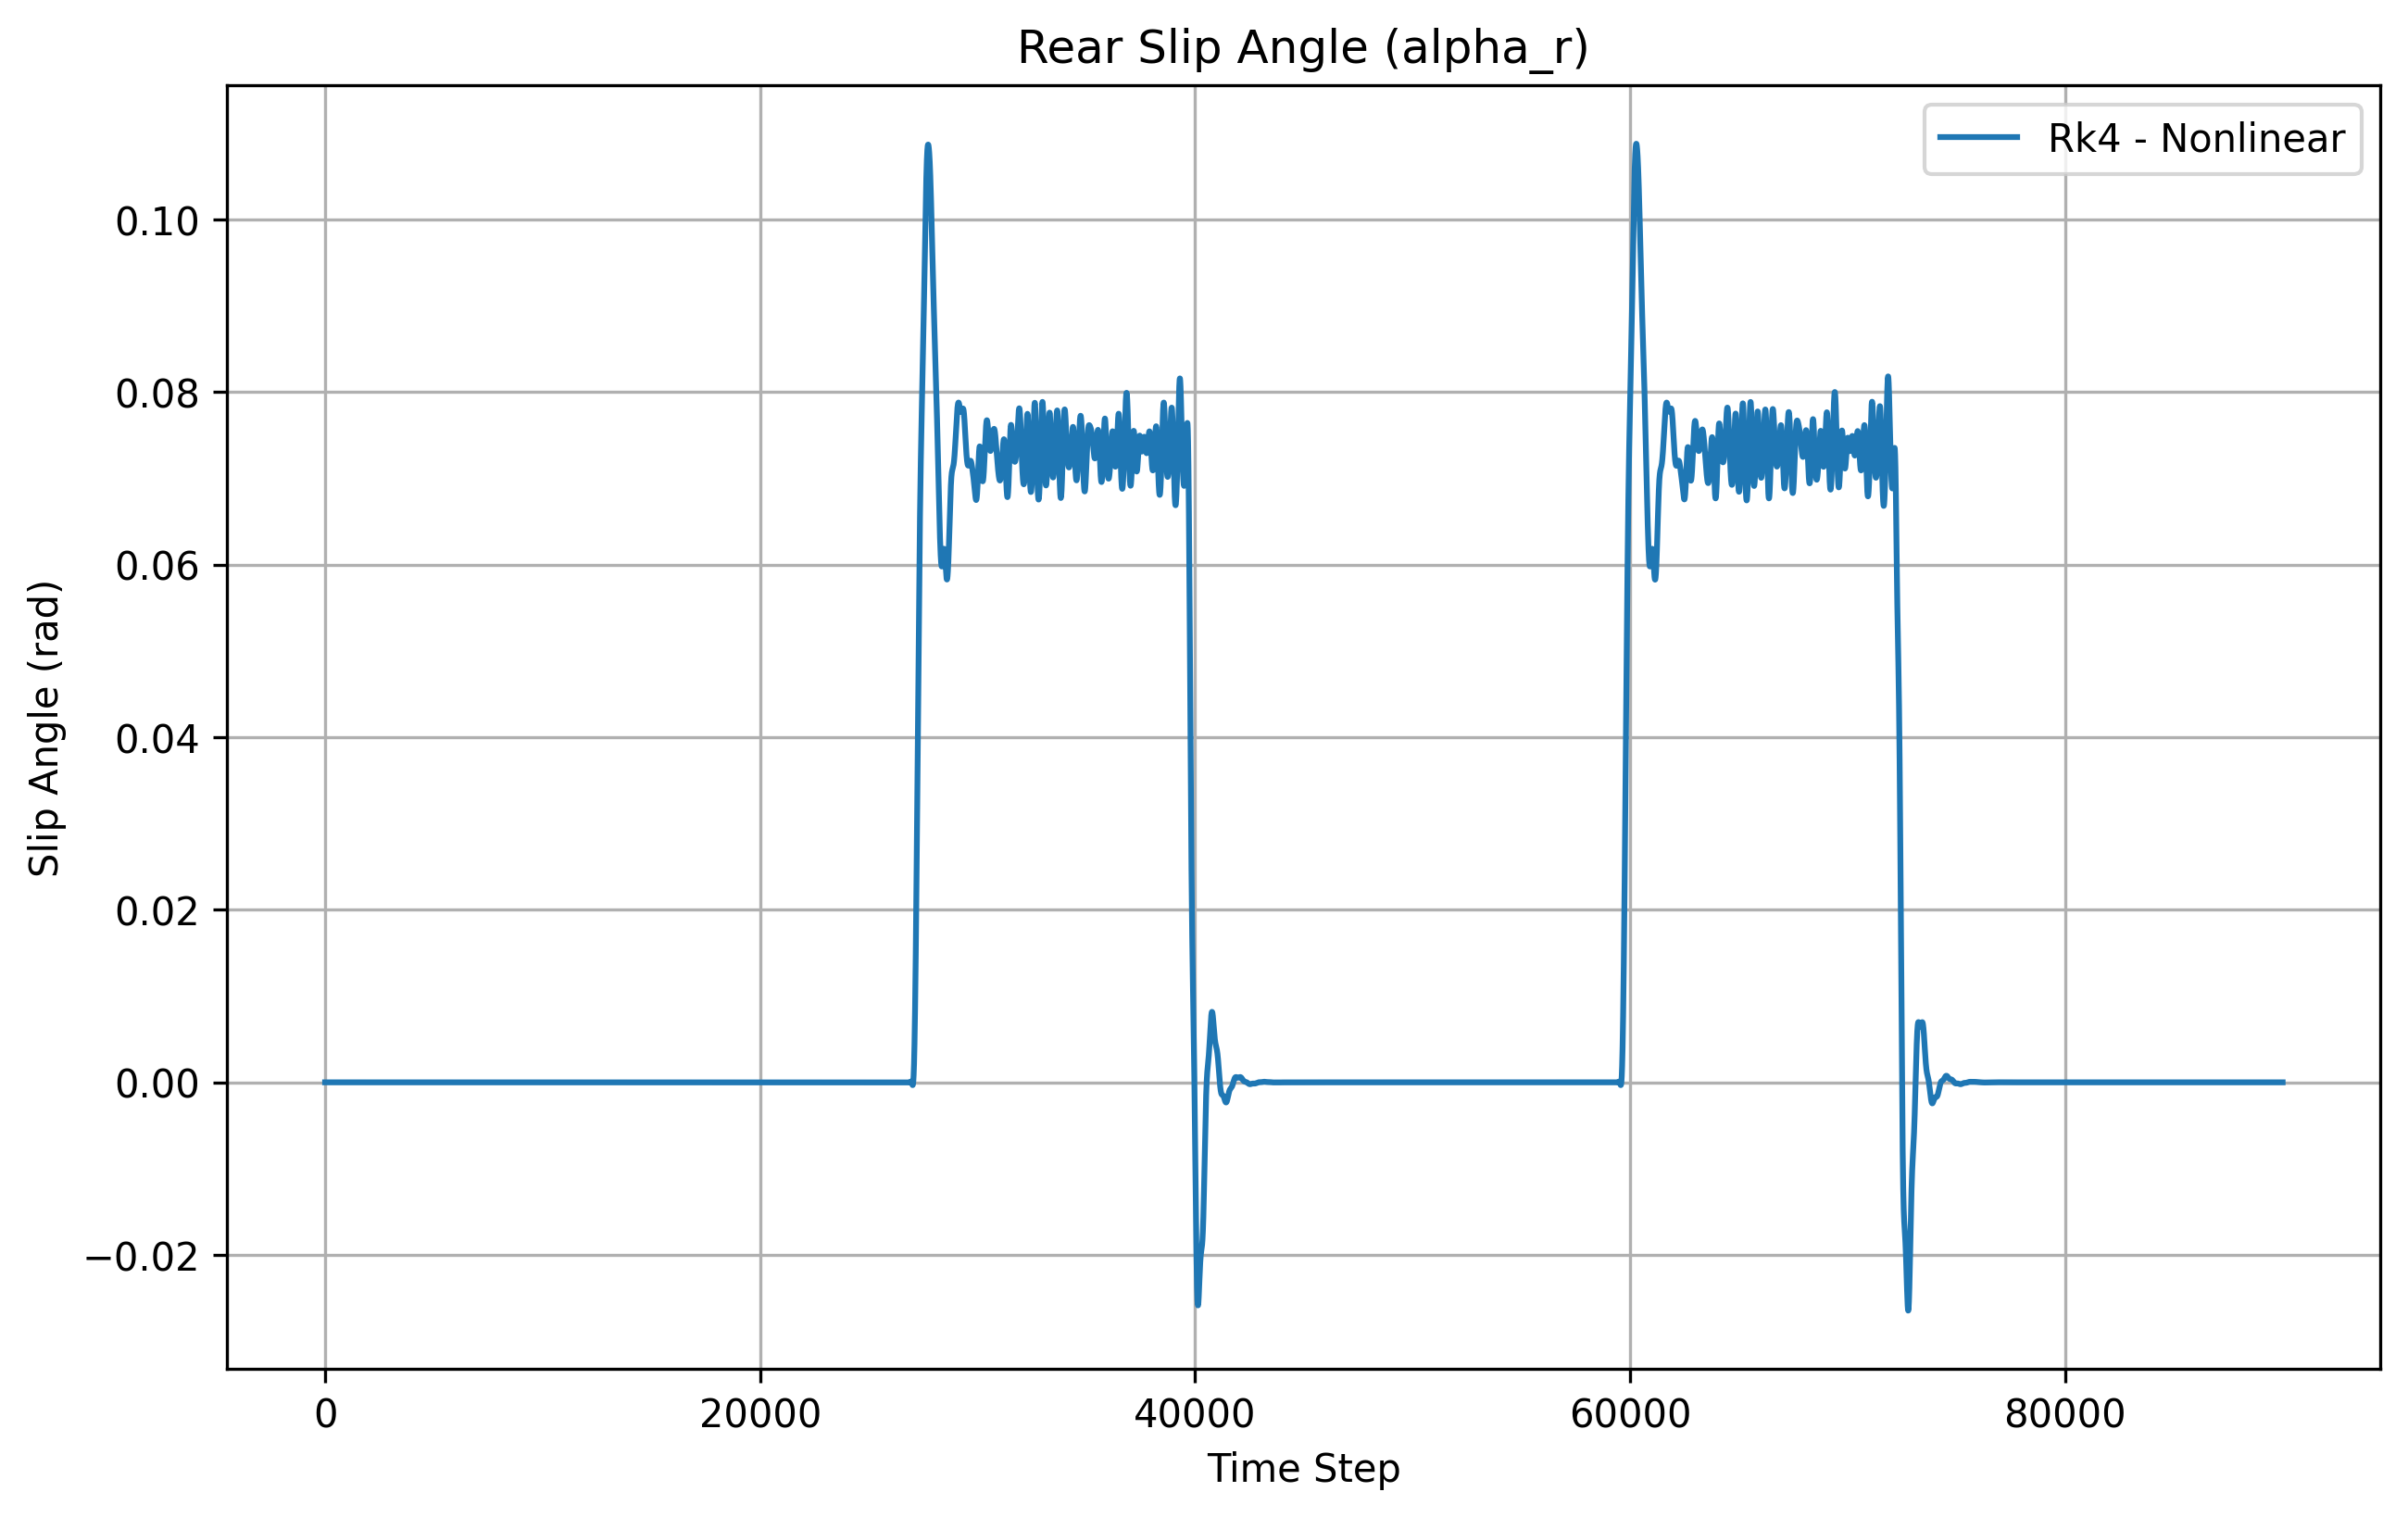 Rear Slip Angle (alpha_r)
Rk4 - Nonlinear
0.10
0.08
0.06
0.04
0.02
0.00
−0.02
Slip Angle (rad)
0 20000 40000 60000 80000
Time Step